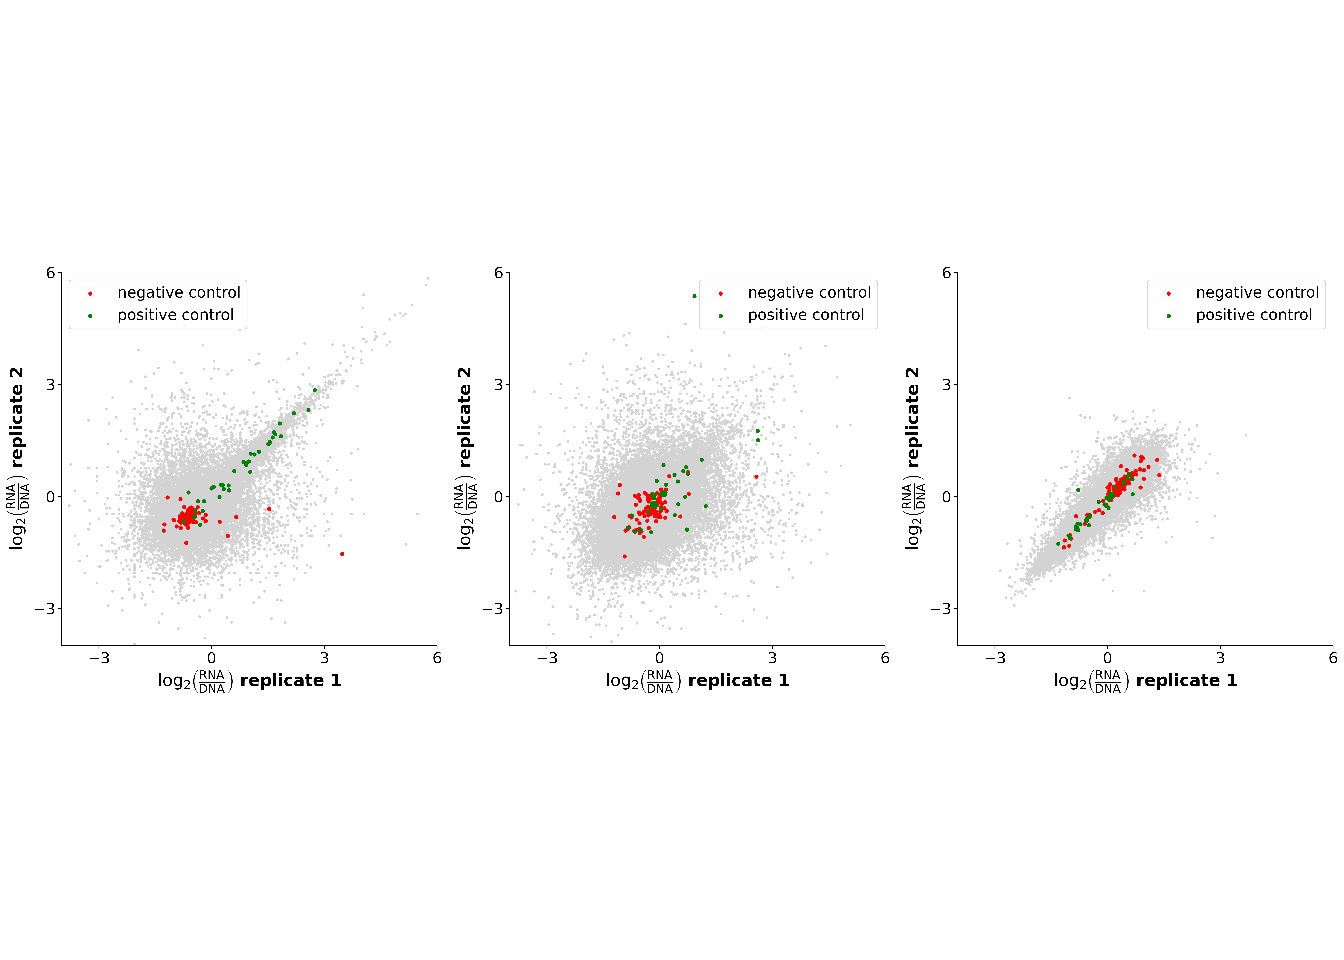 6
3
0
−3
−3
0
3
6
log₂(RNA/DNA) replicate 2
log₂(RNA/DNA) replicate 1
negative control
positive control
6
3
0
−3
−3
0
3
6
log₂(RNA/DNA) replicate 2
log₂(RNA/DNA) replicate 1
negative control
positive control
6
3
0
−3
−3
0
3
6
log₂(RNA/DNA) replicate 2
log₂(RNA/DNA) replicate 1
negative control
positive control